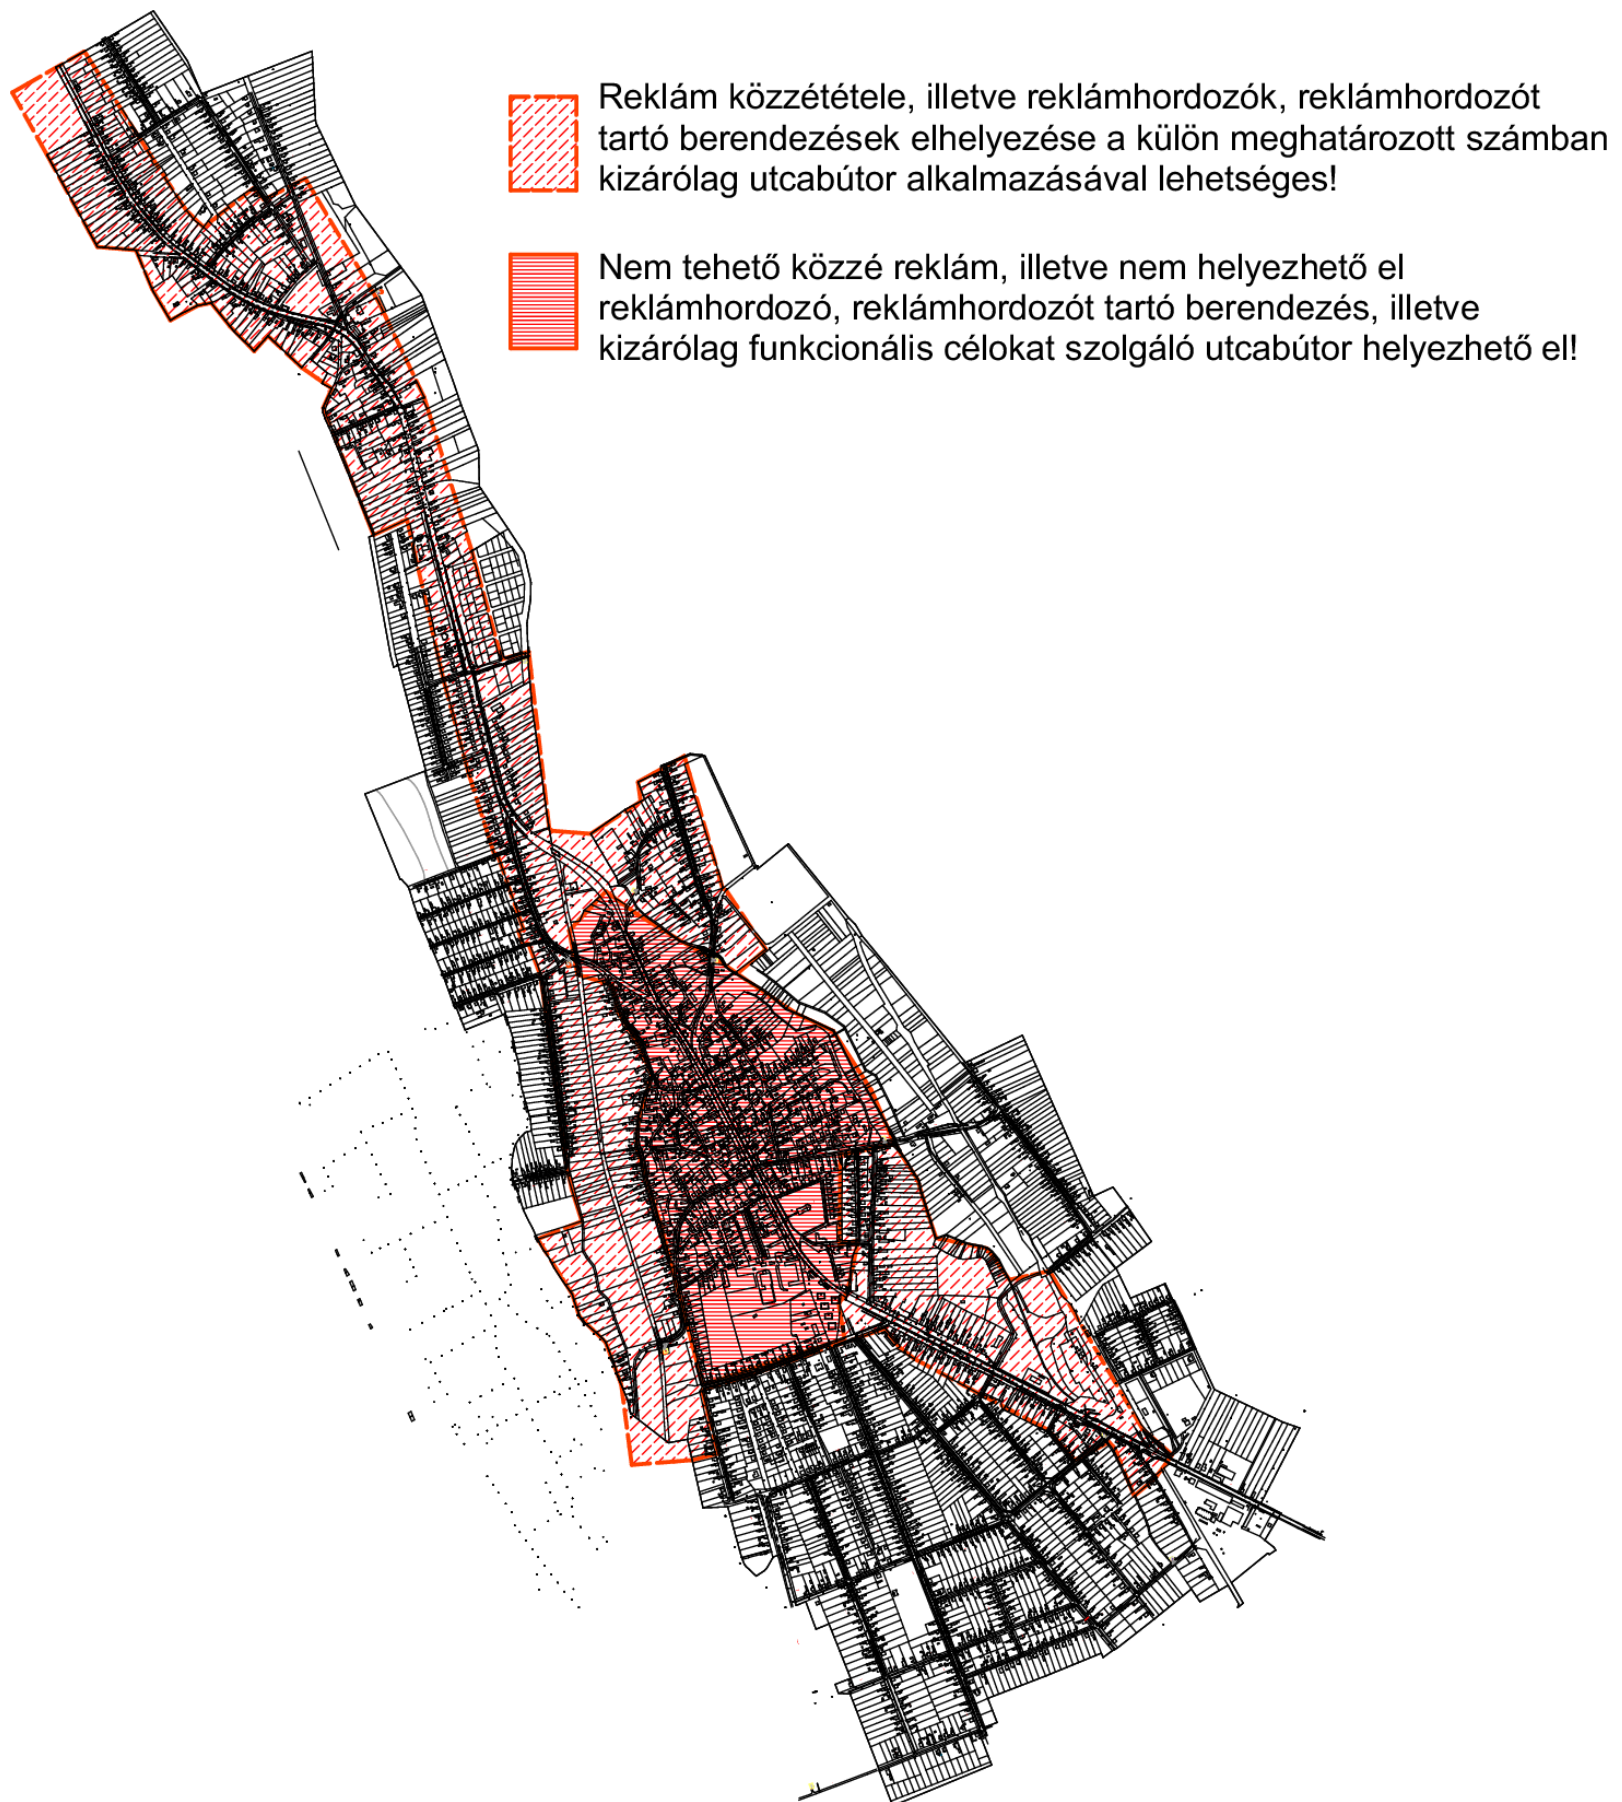 Reklám közzététele, illetve reklámhordozók, reklámhordozót
tartó berendezések elhelyezése a külön meghatározott számban
kizárólag utcabútor alkalmazásával lehetséges!
Nem tehető közzé reklám, illetve nem helyezhető el
reklámhordozó, reklámhordozót tartó berendezés, illetve
kizárólag funkcionális célokat szolgáló utcabútor helyezhető el!